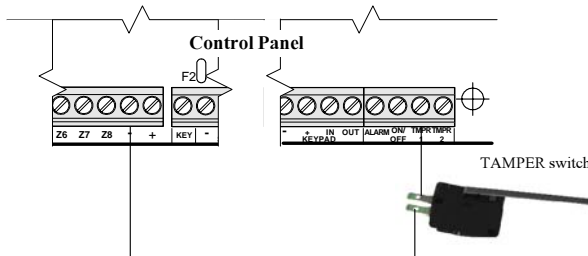 Control Panel
F2
Z6 Z7 Z8 - + KEY - - + IN OUT ALARM ON/ TMPR TMPR
KEYPAD OFF 1 2
TAMPER switch